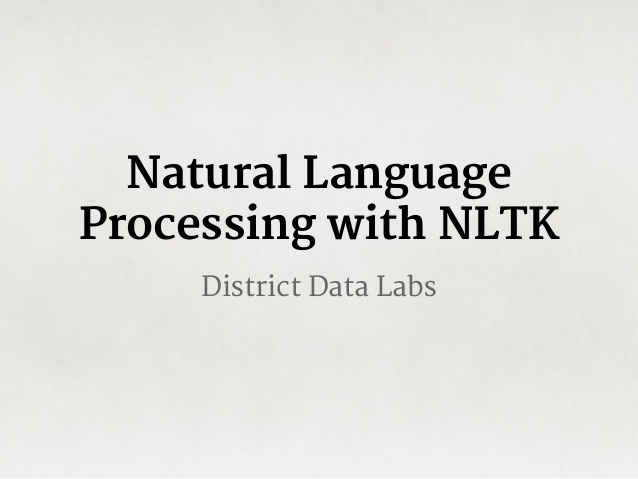 Natural Language
Processing with NLTK
District Data Labs